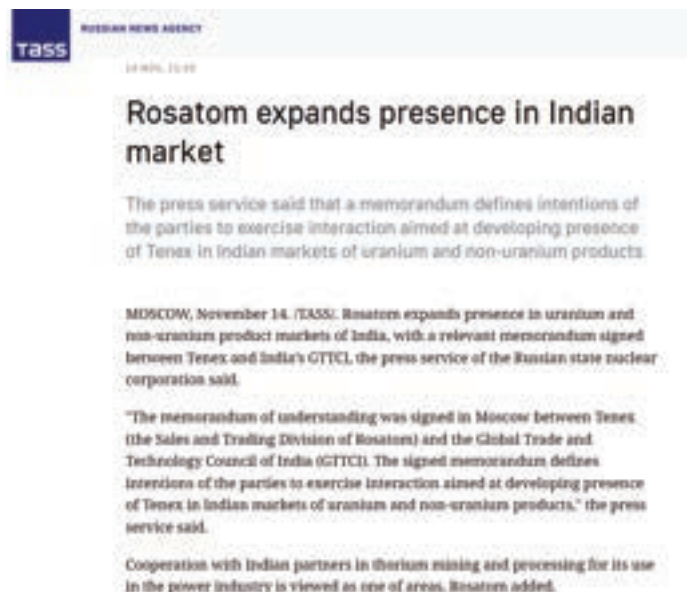 Tass
RUSSIAN NEWS AGENCY
14 NOV,
Rosatom expands presence in Indian
market
The press service said that a memorandum defines intentions of
the parties to exercise interaction aimed at developing presence
of Tenex in Indian markets of uranium and non-uranium products
MOSCOW, November 14. /TASS/. Rosatom expands presence in uranium and
non-uranium product markets of India, with a relevant memorandum signed
between Tenex and India's GTTCI, the press service of the Russian state nuclear
corporation said.
"The memorandum of understanding was signed in Moscow between Tenex
(the Sales and Trading Division of Rosatom) and the Global Trade and
Technology Council of India (GTTCI). The signed memorandum defines
intentions of the parties to exercise interaction aimed at developing presence
of Tenex in Indian markets of uranium and non-uranium products," the press
service said.
Cooperation with Indian partners in thorium mining and processing for its use
in the power industry is viewed as one of areas, Rosatom added.